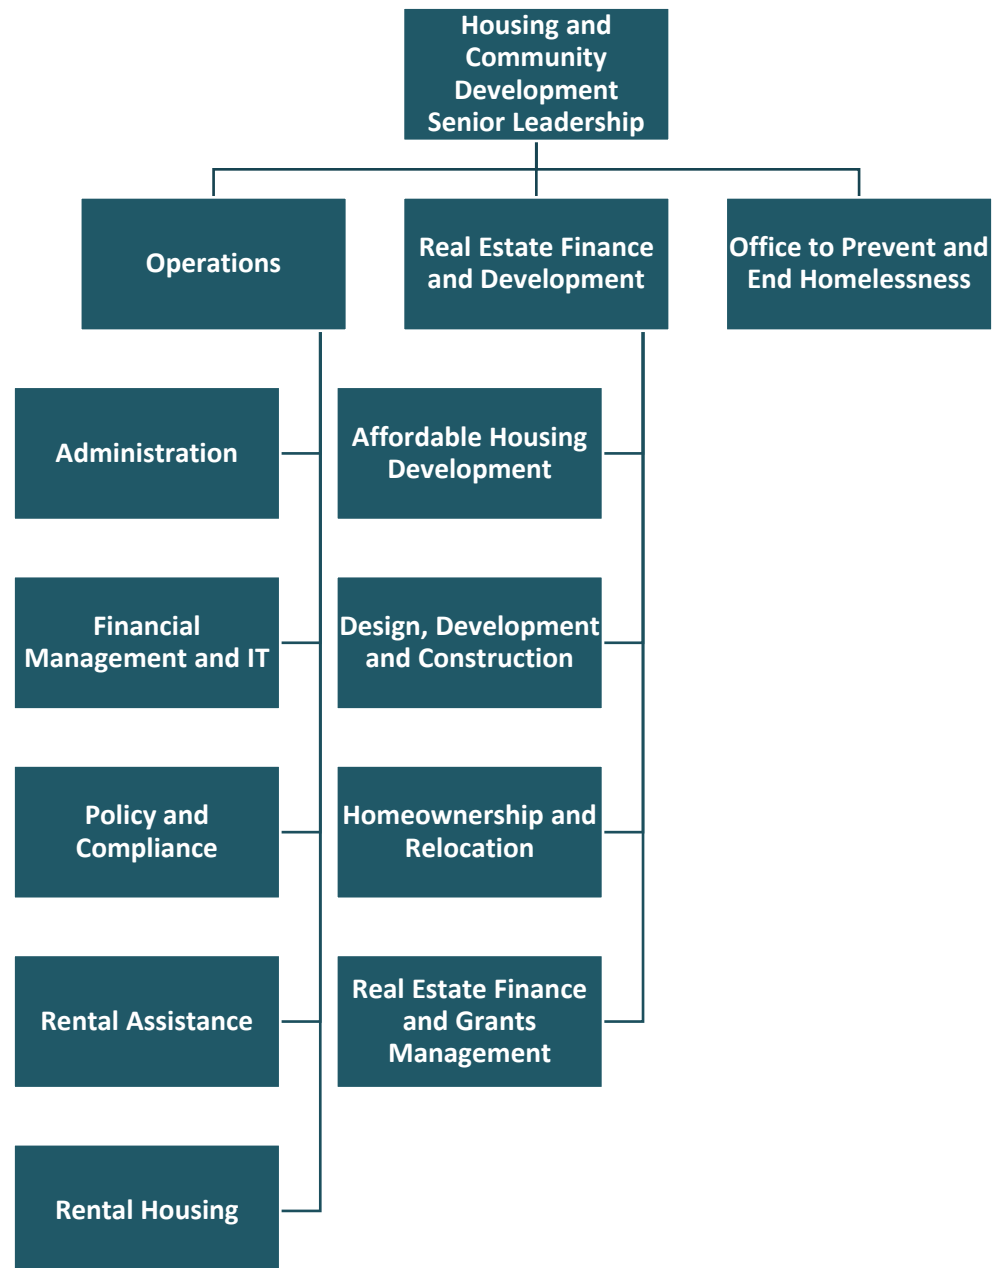 Housing and
Community
Development
Senior Leadership
Operations
Real Estate Finance
and Development
Office to Prevent and
End Homelessness
Administration
Affordable Housing
Development
Financial
Management and IT
Design, Development
and Construction
Policy and
Compliance
Homeownership and
Relocation
Rental Assistance
Real Estate Finance
and Grants
Management
Rental Housing